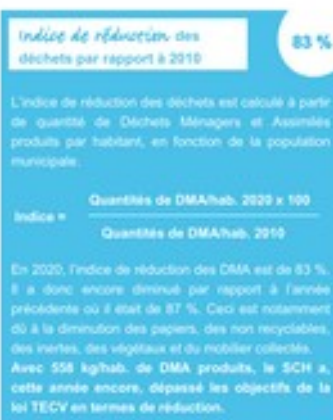 Indice de réduction des
déchets par rapport à 2010
83 %
L'indice de réduction des déchets est calculé à partir
de quantité de Déchets Ménagers et Assimilés
produits par habitant, en fonction de la population
municipale:
Indice =
Quantités de DMA/hab. 2020 x 100
Quantités de DMA/hab. 2010
En 2020, l'indice de réduction des DMA est de 83 %.
Il a donc encore diminué par rapport à l'année
précédente où il était de 87 %. Ceci est notamment
dû à la diminution des papiers, des non recyclables,
des inertes, des végétaux et du mobilier collectés.
Avec 558 kg/hab. de DMA produits, le SCH a,
cette année encore, dépassé les objectifs de la
loi TECV en termes de réduction.